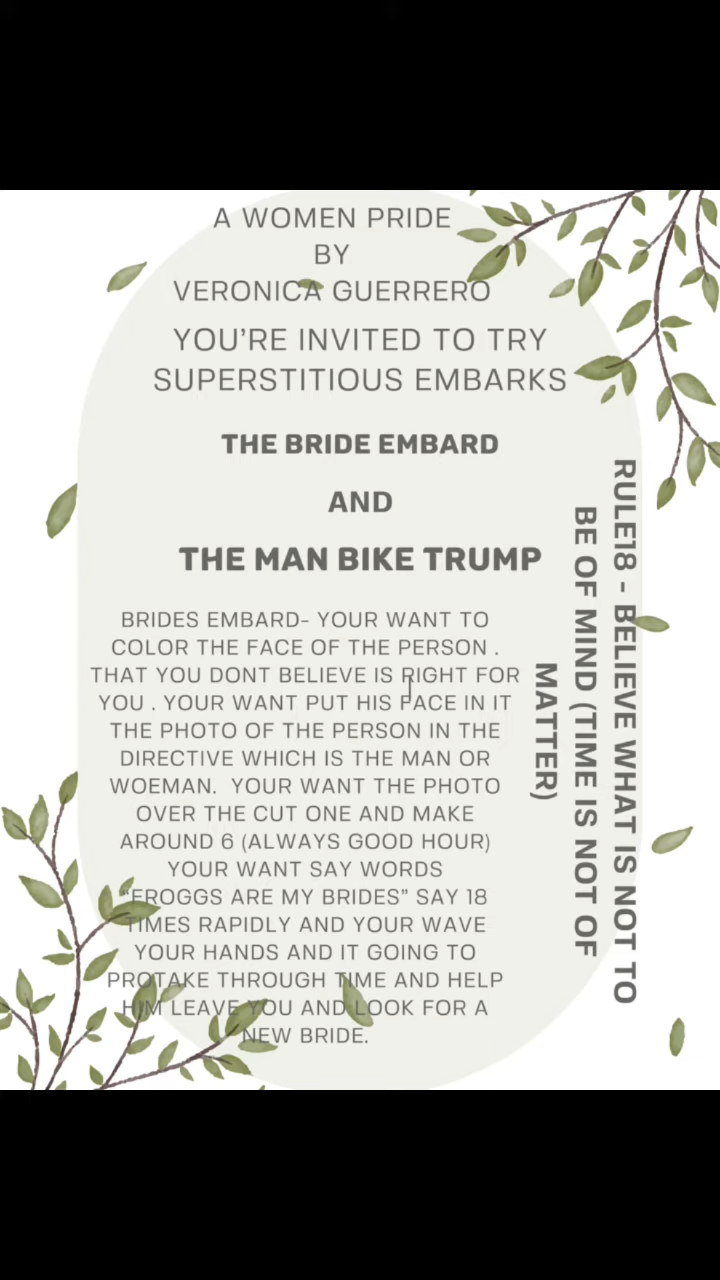 A WOMEN PRIDE
BY
VERONICA GUERRERO
YOU'RE INVITED TO TRY
SUPERSTITIOUS EMBARKS
THE BRIDE EMBARD
AND
THE MAN BIKE TRUMP
BRIDES EMBARD- YOUR WANT TO
COLOR THE FACE OF THE PERSON .
THAT YOU DONT BELIEVE IS RIGHT FOR
YOU . YOUR WANT PUT HIS FACE IN IT
THE PHOTO OF THE PERSON IN THE
DIRECTIVE WHICH IS THE MAN OR
WOEMAN. YOUR WANT THE PHOTO
OVER THE CUT ONE AND MAKE
AROUND 6 (ALWAYS GOOD HOUR)
YOUR WANT SAY WORDS
"FROGGS ARE MY BRIDES" SAY 18
TIMES RAPIDLY AND YOUR WAVE
YOUR HANDS AND IT GOING TO
PROTAKE THROUGH TIME AND HELP
HIM LEAVE YOU AND LOOK FOR A
NEW BRIDE.
RULE18 - BELIEVE WHAT IS NOT TO
BE OF MIND (TIME IS NOT OF
MATTER)